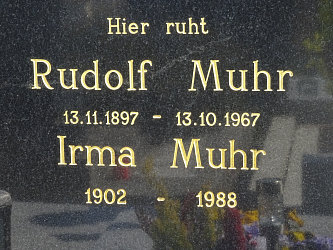 Hier ruht
Rudolf Muhr
13.11.1897 - 13.10.1967
Irma Muhr
1902 - 1988